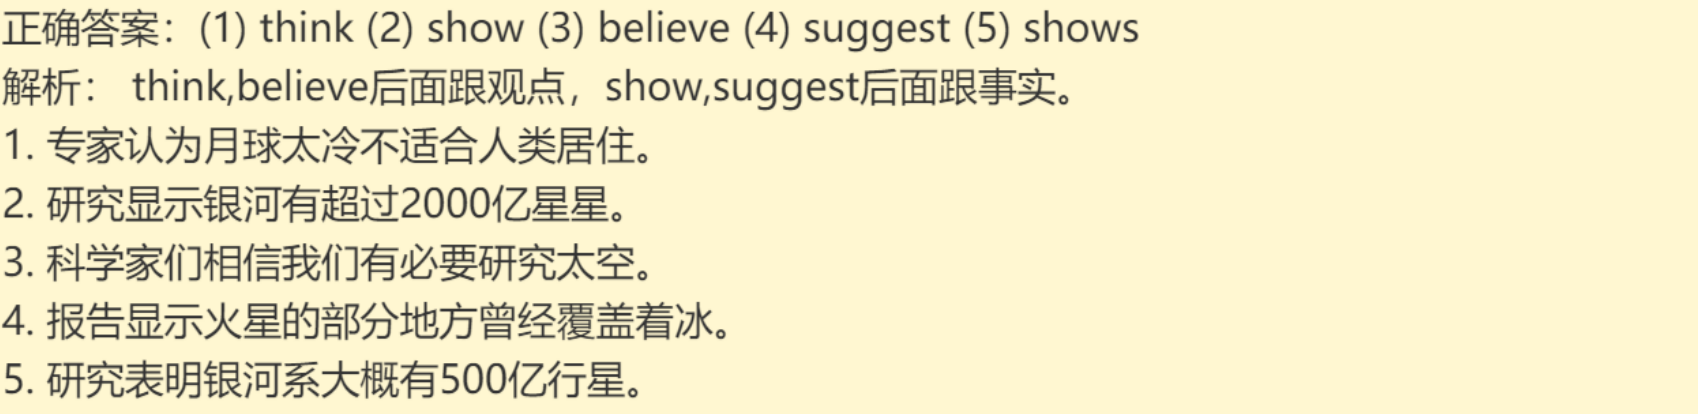 正确答案：(1) think (2) show (3) believe (4) suggest (5) shows
解析： think,believe后面跟观点，show,suggest后面跟事实。
1. 专家认为月球太冷不适合人类居住。
2. 研究显示银河有超过2000亿星星。
3. 科学家们相信我们有必要研究太空。
4. 报告显示火星的部分地方曾经覆盖着冰。
5. 研究表明银河系大概有500亿行星。